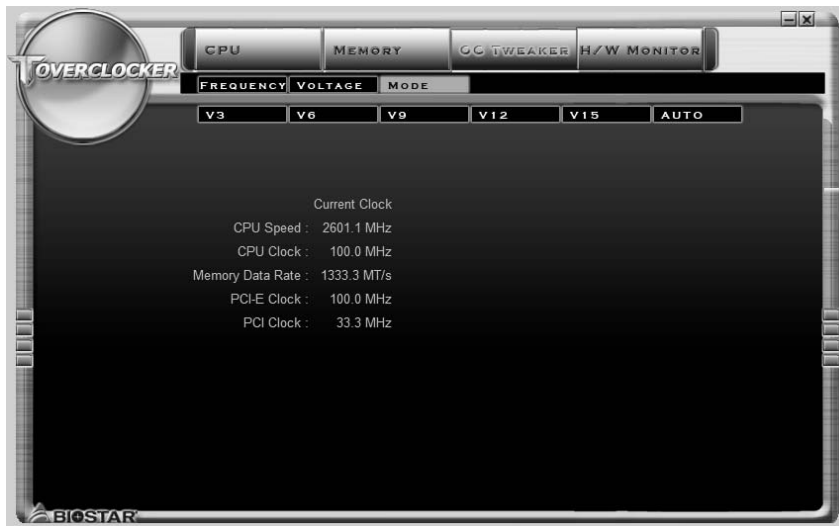 TOVERCLOCKER
CPU MEMORY OC TWEAKER H/W MONITOR
FREQUENCY VOLTAGE MODE
V3 V6 V9 V12 V15 AUTO
Current Clock
CPU Speed : 2601.1 MHz
CPU Clock : 100.0 MHz
Memory Data Rate : 1333.3 MT/s
PCI-E Clock : 100.0 MHz
PCI Clock : 33.3 MHz
BIOSTAR